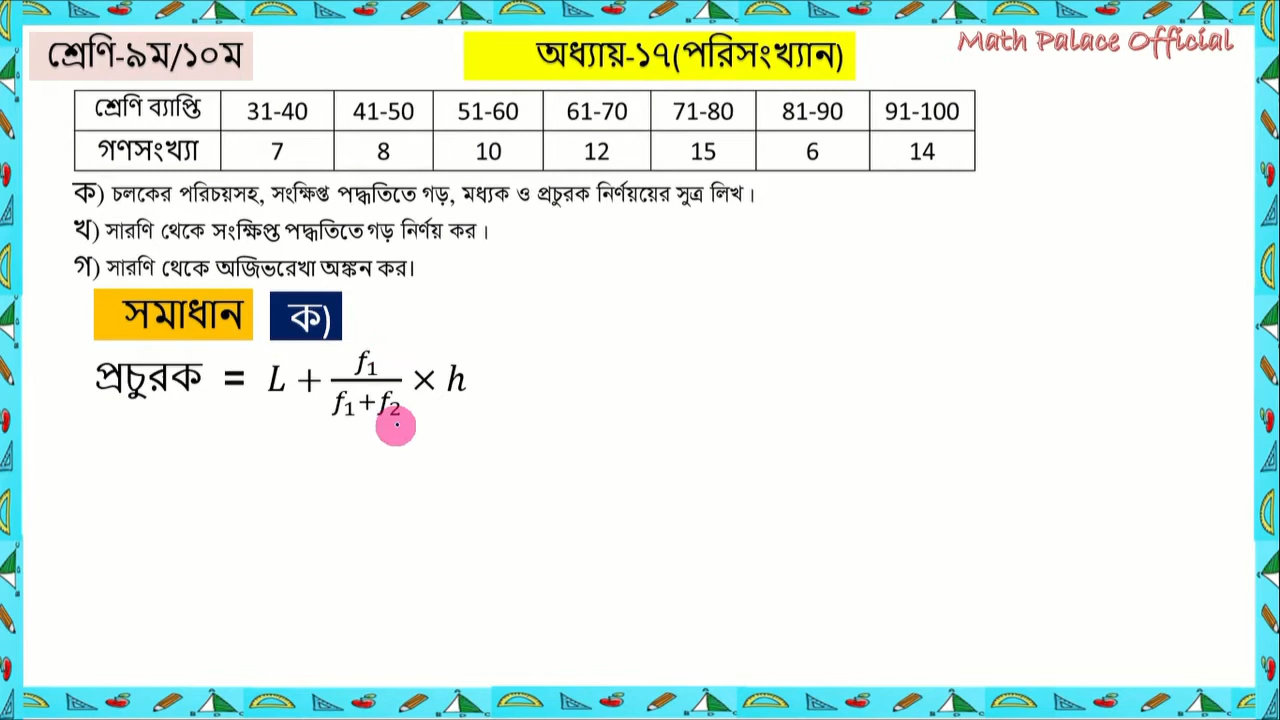 শ্রেণি-৯ম/১০ম
অধ্যায়-১৭(পরিসংখ্যান)
Math Palace Official
শ্রেণি ব্যাপ্তি 31-40 41-50 51-60 61-70 71-80 81-90 91-100
গণসংখ্যা 7 8 10 12 15 6 14
ক) চলকের পরিচয়সহ, সংক্ষিপ্ত পদ্ধতিতে গড়, মধ্যক ও প্রচুরক নির্ণয়য়ের সুত্র লিখ।
খ) সারণি থেকে সংক্ষিপ্ত পদ্ধতিতে গড় নির্ণয় কর।
গ) সারণি থেকে অজিভরেখা অঙ্কন কর।
সমাধান ক)
প্রচুরক = L + f₁/(f₁+f₂) × h